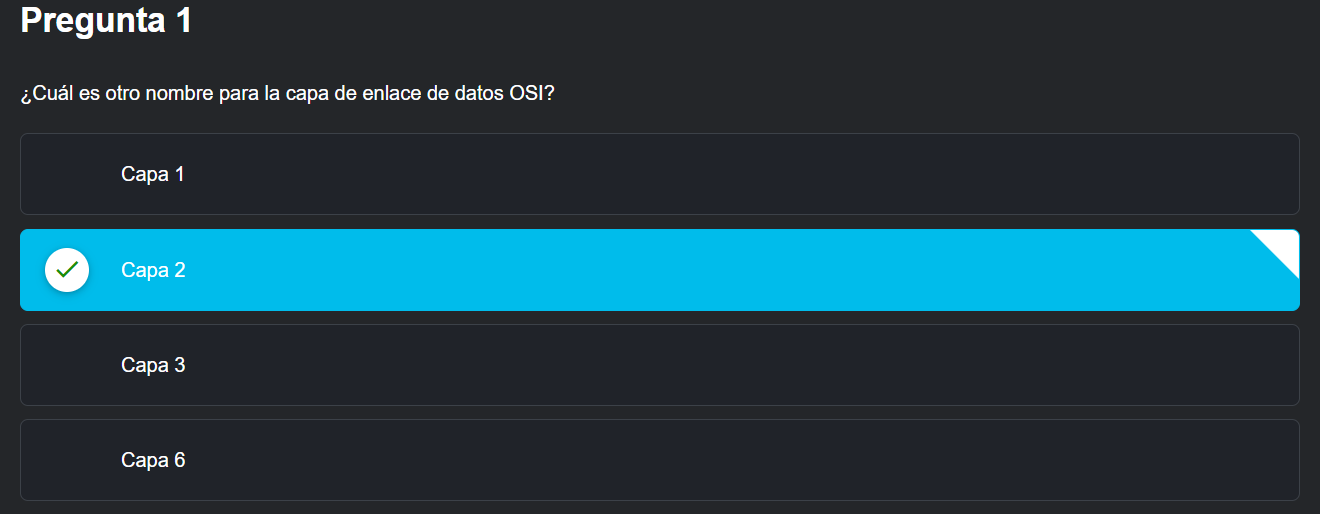 Pregunta 1
¿Cuál es otro nombre para la capa de enlace de datos OSI?
Capa 1
Capa 2
Capa 3
Capa 6